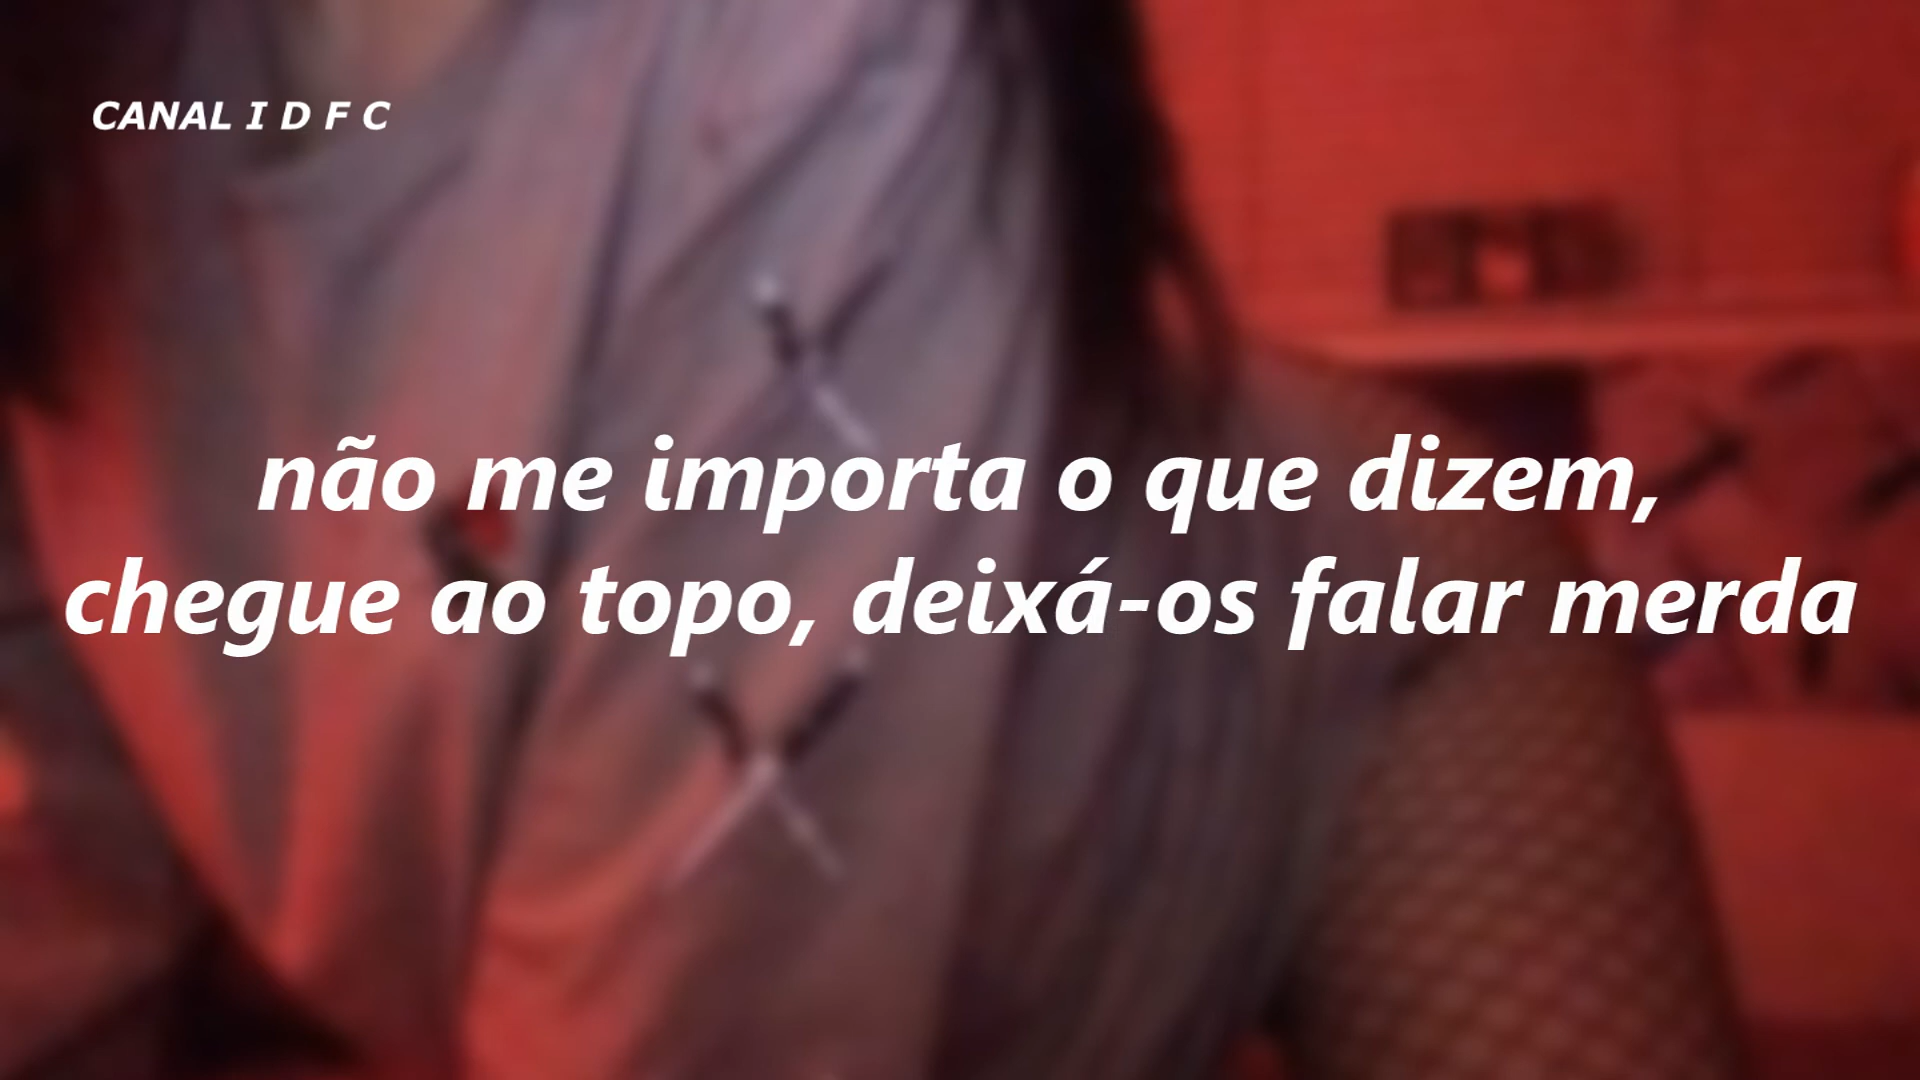 CANAL I D F C
não me importa o que dizem,
chegue ao topo, deixá-os falar merda